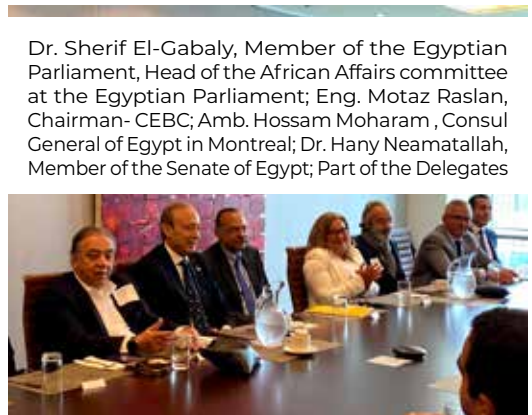 Dr. Sherif El-Gabaly, Member of the Egyptian
Parliament, Head of the African Affairs committee
at the Egyptian Parliament; Eng. Motaz Raslan,
Chairman- CEBC; Amb. Hossam Moharam , Consul
General of Egypt in Montreal; Dr. Hany Neamatallah,
Member of the Senate of Egypt; Part of the Delegates